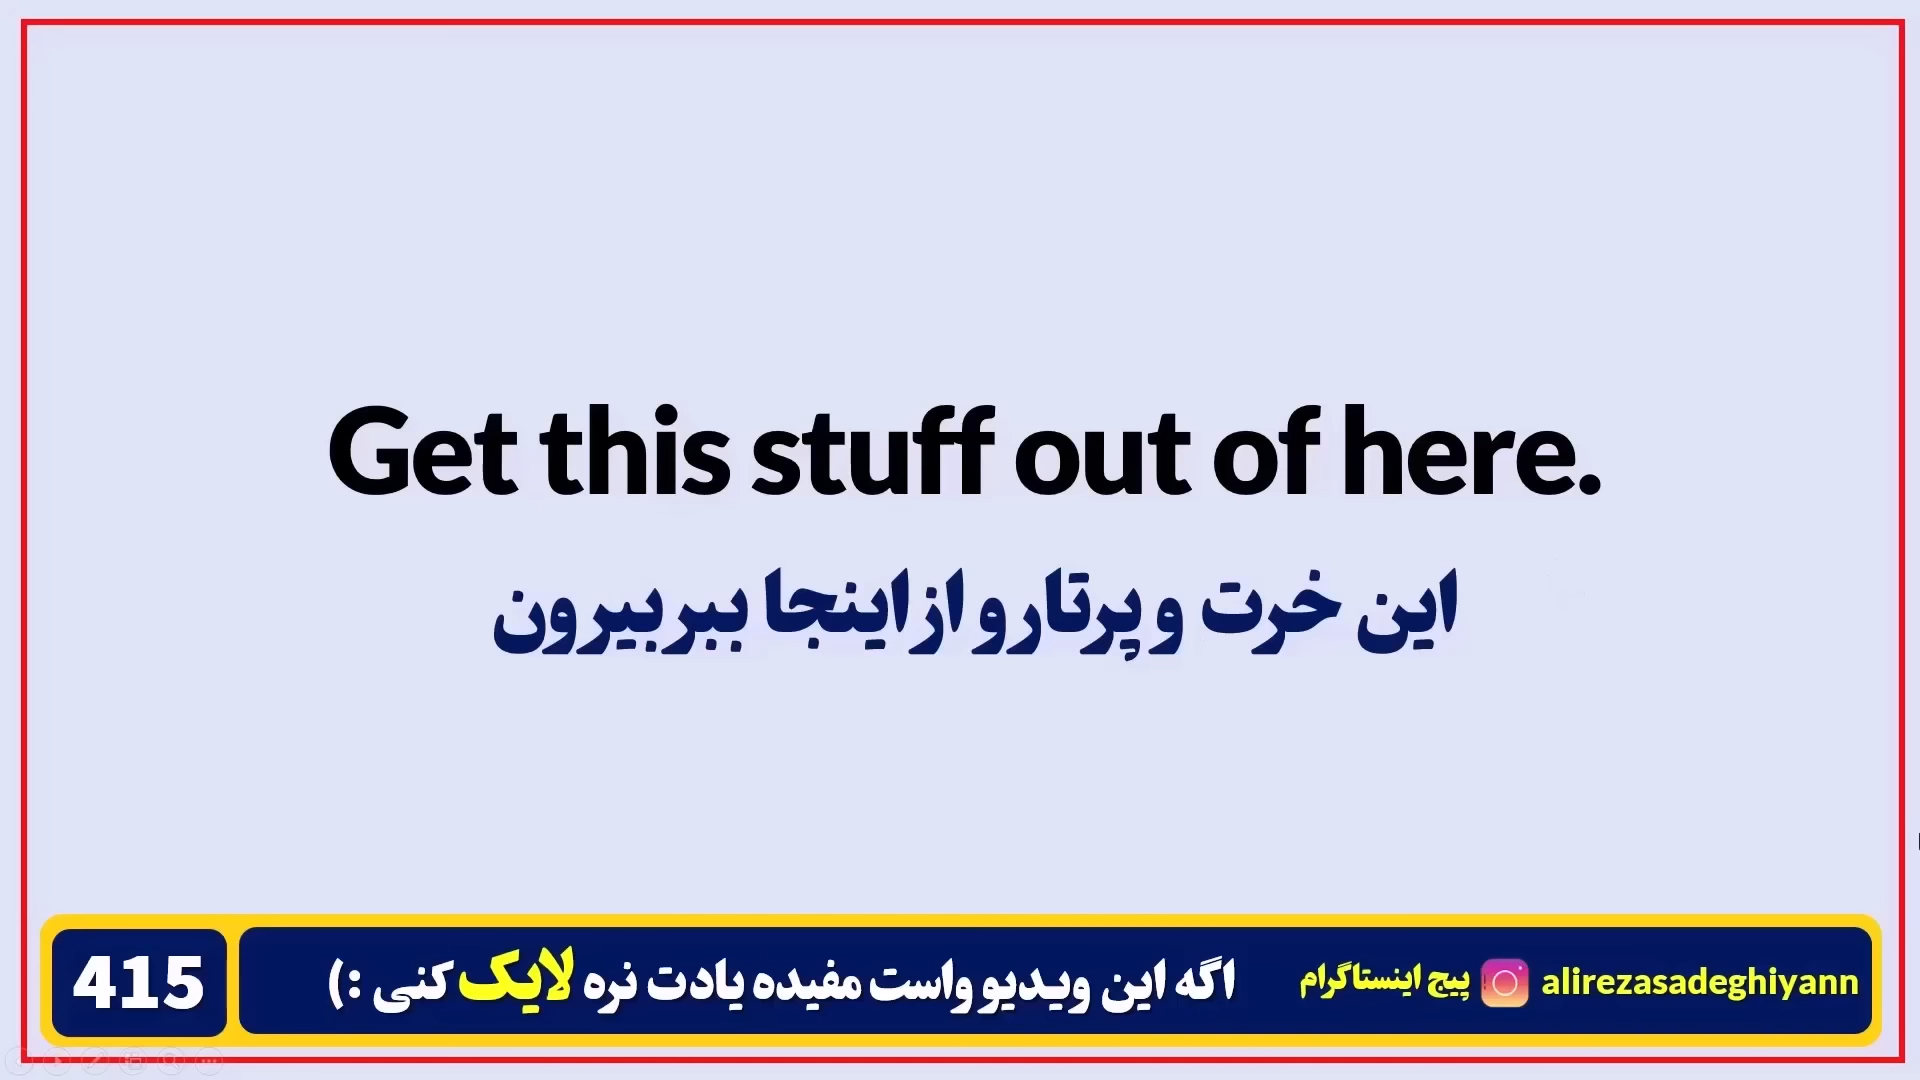 Get this stuff out of here.
این خرت و پرتا رو از اینجا ببر بیرون
415
اگه این ویدیو واست مفیده یادت نره لایک کنی :)
پیج اینستاگرام alirezasadeghiyann